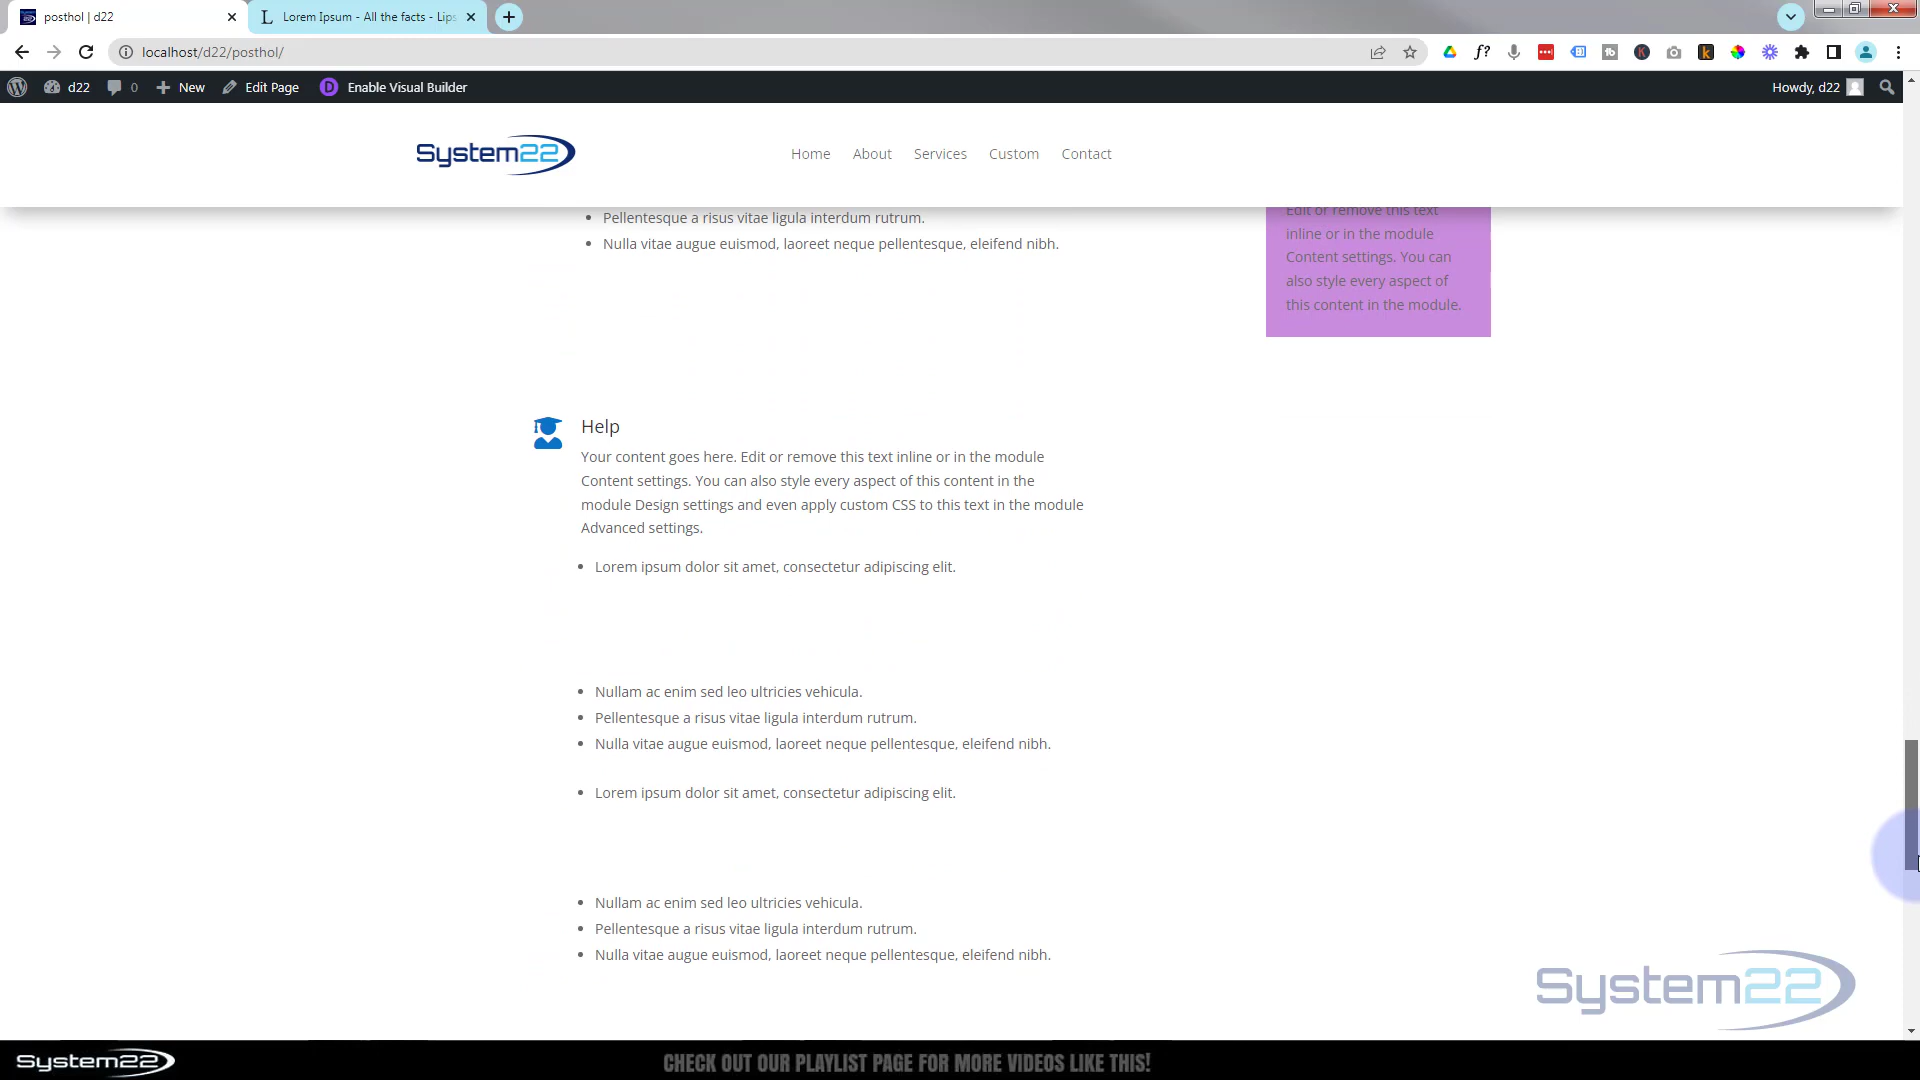 posthol | d22
Lorem Ipsum - All the facts - Lips
localhost/d22/posthol/
d22
0
New
Edit Page
Enable Visual Builder
Howdy, d22
System22
Home
About
Services
Custom
Contact
Pellentesque a risus vitae ligula interdum rutrum.
Nulla vitae augue euismod, laoreet neque pellentesque, eleifend nibh.
Edit or remove this text
inline or in the module
Content settings. You can
also style every aspect of
this content in the module.
Help
Your content goes here. Edit or remove this text inline or in the module
Content settings. You can also style every aspect of this content in the
module Design settings and even apply custom CSS to this text in the module
Advanced settings.
Lorem ipsum dolor sit amet, consectetur adipiscing elit.
Nullam ac enim sed leo ultricies vehicula.
Pellentesque a risus vitae ligula interdum rutrum.
Nulla vitae augue euismod, laoreet neque pellentesque, eleifend nibh.
Lorem ipsum dolor sit amet, consectetur adipiscing elit.
Nullam ac enim sed leo ultricies vehicula.
Pellentesque a risus vitae ligula interdum rutrum.
Nulla vitae augue euismod, laoreet neque pellentesque, eleifend nibh.
System22
System22
CHECK OUT OUR PLAYLIST PAGE FOR MORE VIDEOS LIKE THIS!